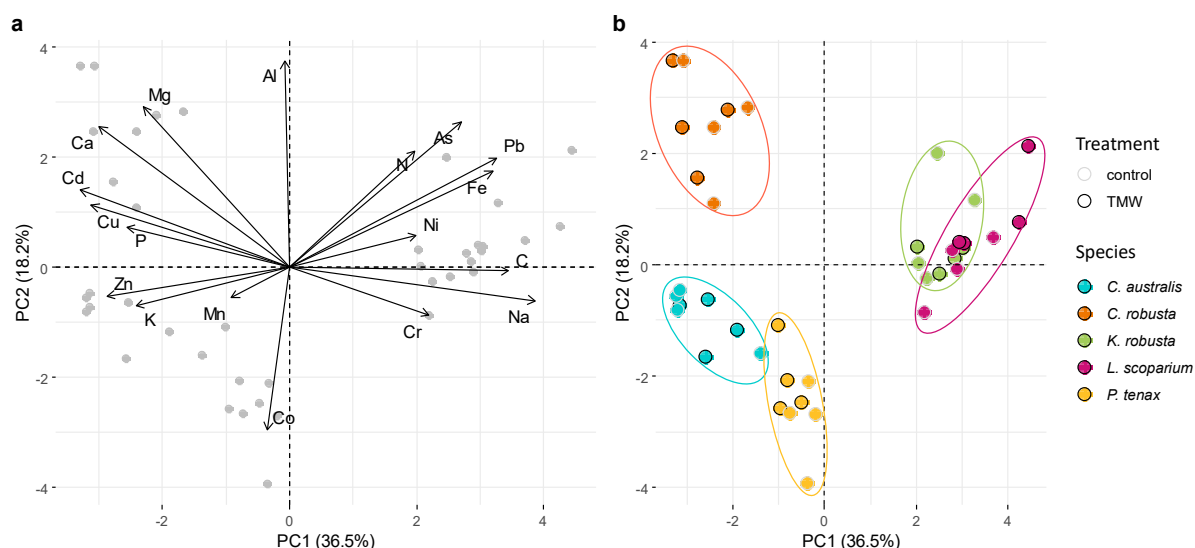 a
4
2
0
-2
-4
-2
0
2
4
PC2 (18.2%)
PC1 (36.5%)
Al
Mg
Ca
Cd
Cu
P
Zn
K
Mn
Co
As
N
Pb
Fe
Ni
C
Na
Cr
b
4
2
0
-2
-4
-2
0
2
4
PC2 (18.2%)
PC1 (36.5%)
Treatment
control
TMW
Species
C. australis
C. robusta
K. robusta
L. scoparium
P. tenax